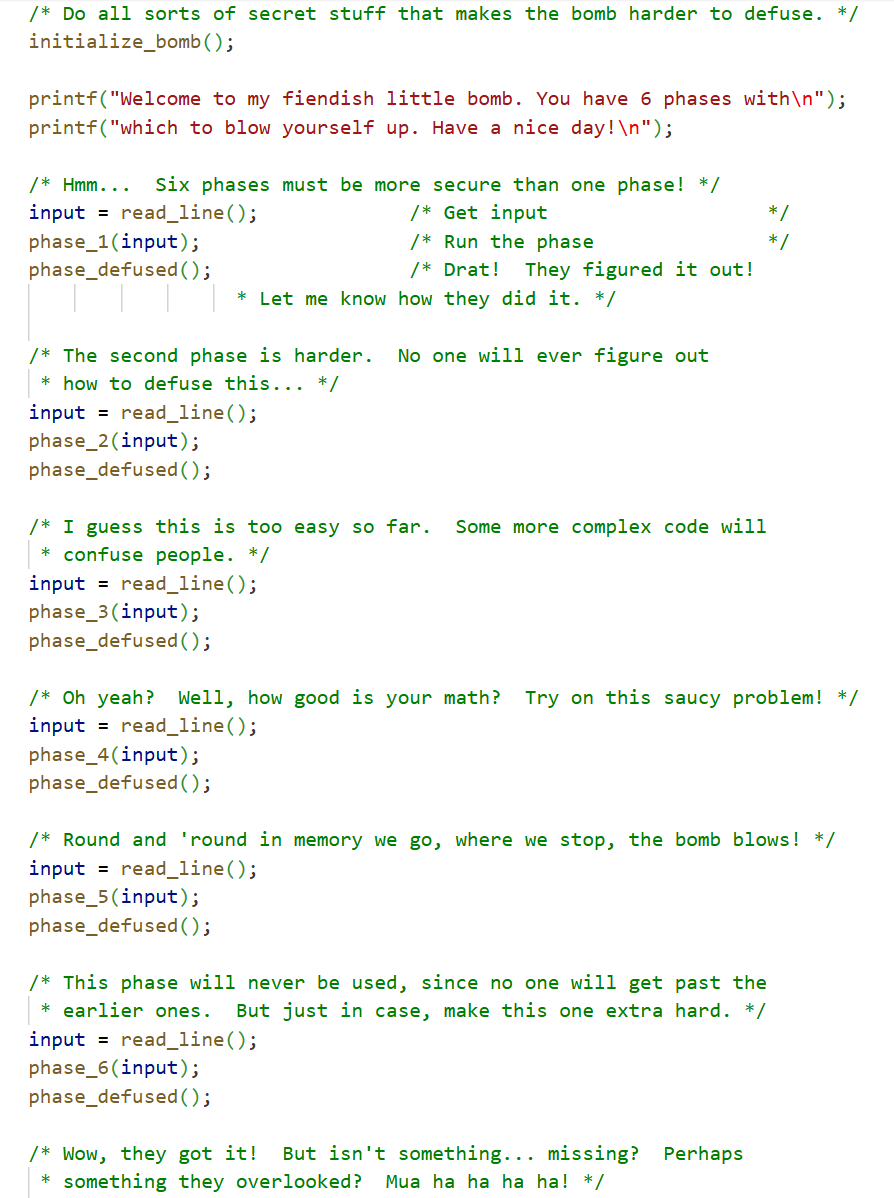 /* Do all sorts of secret stuff that makes the bomb harder to defuse. */
initialize_bomb();
printf("Welcome to my fiendish little bomb. You have 6 phases with\n");
printf("which to blow yourself up. Have a nice day!\n");
/* Hmm...  Six phases must be more secure than one phase! */
input = read_line();             /* Get input                   */
phase_1(input);                  /* Run the phase               */
phase_defused();                 /* Drat!  They figured it out!
* Let me know how they did it. */
/* The second phase is harder.  No one will ever figure out
* how to defuse this... */
input = read_line();
phase_2(input);
phase_defused();
/* I guess this is too easy so far.  Some more complex code will
* confuse people. */
input = read_line();
phase_3(input);
phase_defused();
/* Oh yeah?  Well, how good is your math?  Try on this saucy problem! */
input = read_line();
phase_4(input);
phase_defused();
/* Round and 'round in memory we go, where we stop, the bomb blows! */
input = read_line();
phase_5(input);
phase_defused();
/* This phase will never be used, since no one will get past the
* earlier ones.  But just in case, make this one extra hard. */
input = read_line();
phase_6(input);
phase_defused();
/* Wow, they got it!  But isn't something... missing?  Perhaps
* something they overlooked?  Mua ha ha ha ha! */